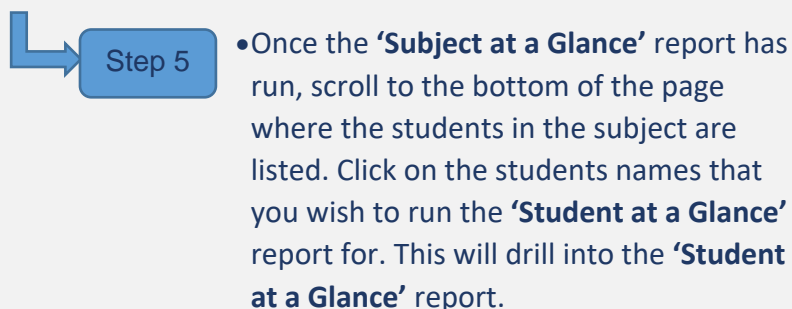 Step 5
•Once the ‘Subject at a Glance’ report has
run, scroll to the bottom of the page
where the students in the subject are
listed. Click on the students names that
you wish to run the ‘Student at a Glance’
report for. This will drill into the ‘Student
at a Glance’ report.